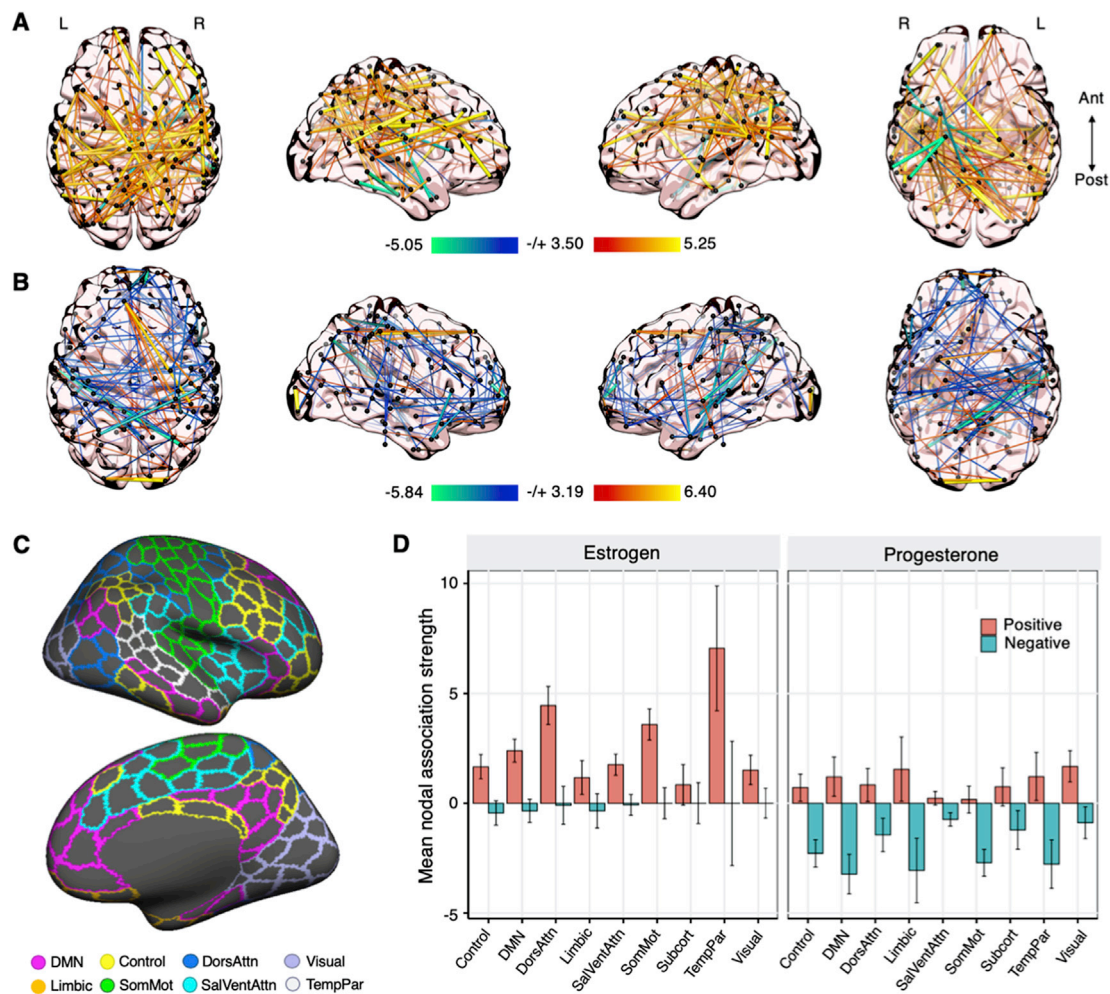 A
L R
R L
Ant
Post
-5.05 -/+ 3.50 5.25
B
-5.84 -/+ 3.19 6.40
C
D
Estrogen
Progesterone
Mean nodal association strength
10
5
0
-5
Positive
Negative
Control
DMN
DorsAttn
Limbic
SalVentAttn
SomMot
Subcort
TempPar
Visual
Control
DMN
DorsAttn
Limbic
SalVentAttn
SomMot
Subcort
TempPar
Visual
DMN Control DorsAttn Visual
Limbic SomMot SalVentAttn TempPar